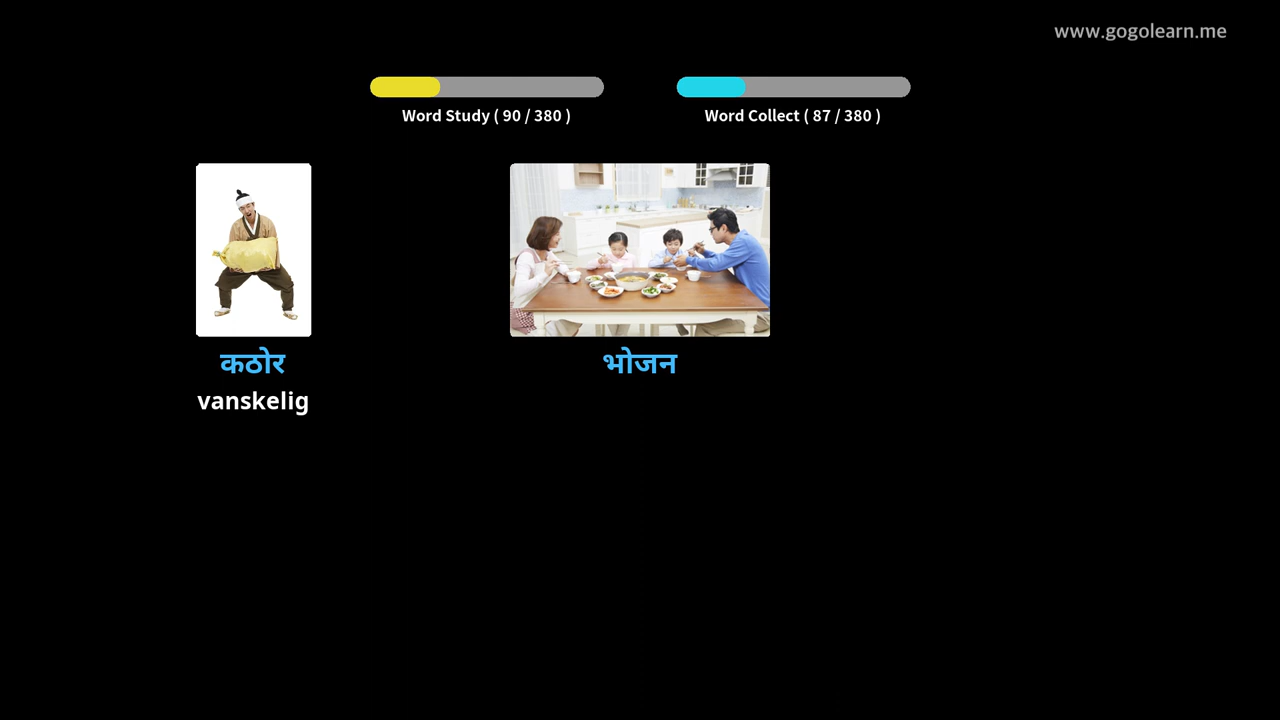 www.gogolearn.me
Word Study ( 90 / 380 )
Word Collect ( 87 / 380 )
कठोर
vanskelig
भोजन